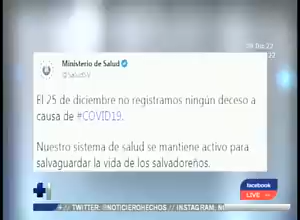 Ministerio de Salud
@SaludSV
El 25 de diciembre no registramos ningún deceso a
causa de #COVID19.
Nuestro sistema de salud se mantiene activo para
salvaguardar la vida de los salvadoreños.
facebook
LIVE
// TWITTER: @NOTICIEROHECHOS // INSTAGRAM: N